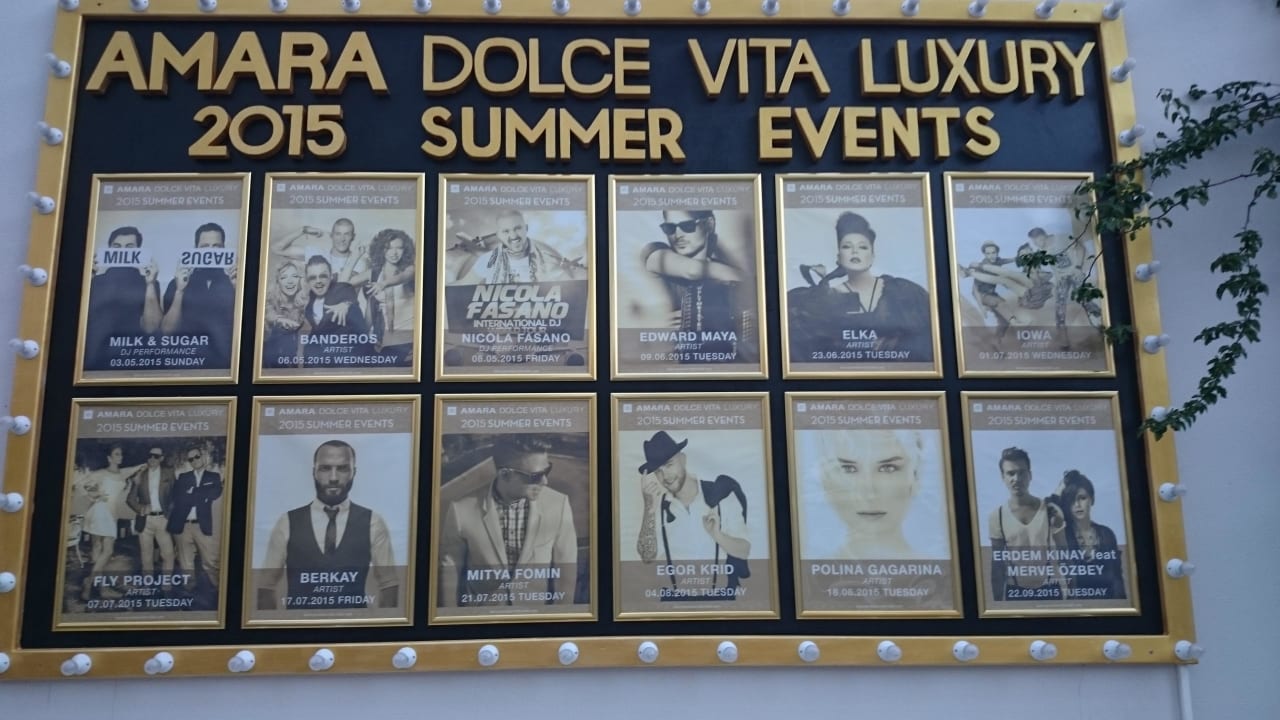 AMARA DOLCE VITA LUXURY
2015 SUMMER EVENTS
AMARA DOLCE VITA LUXURY
2015 SUMMER EVENTS
MILK SUGAR
MILK & SUGAR
DJ PERFORMANCE
03.05.2015 SUNDAY
AMARA DOLCE VITA LUXURY
2015 SUMMER EVENTS
BANDEROS
ARTIST
06.05.2015 WEDNESDAY
AMARA DOLCE VITA LUXURY
2015 SUMMER EVENTS
NICOLA
FASANO
INTERNATIONAL DJ
NICOLA FASANO
DJ PERFORMANCE
08.05.2015 FRIDAY
AMARA DOLCE VITA LUXURY
2015 SUMMER EVENTS
EDWARD MAYA
ARTIST
09.06.2015 TUESDAY
AMARA DOLCE VITA LUXURY
2015 SUMMER EVENTS
ELKA
ARTIST
23.06.2015 TUESDAY
AMARA DOLCE VITA LUXURY
2015 SUMMER EVENTS
IOWA
ARTIST
01.07.2015 WEDNESDAY
AMARA DOLCE VITA LUXURY
2015 SUMMER EVENTS
FLY PROJECT
ARTIST
07.07.2015 TUESDAY
AMARA DOLCE VITA LUXURY
2015 SUMMER EVENTS
BERKAY
ARTIST
17.07.2015 FRIDAY
AMARA DOLCE VITA LUXURY
2015 SUMMER EVENTS
MITYA FOMIN
ARTIST
21.07.2015 TUESDAY
AMARA DOLCE VITA LUXURY
2015 SUMMER EVENTS
EGOR KRID
ARTIST
04.08.2015 TUESDAY
AMARA DOLCE VITA LUXURY
2015 SUMMER EVENTS
POLINA GAGARINA
ARTIST
18.08.2015 TUESDAY
AMARA DOLCE VITA LUXURY
2015 SUMMER EVENTS
ERDEM KINAY feat
MERVE ÖZBEY
ARTIST
22.09.2015 TUESDAY